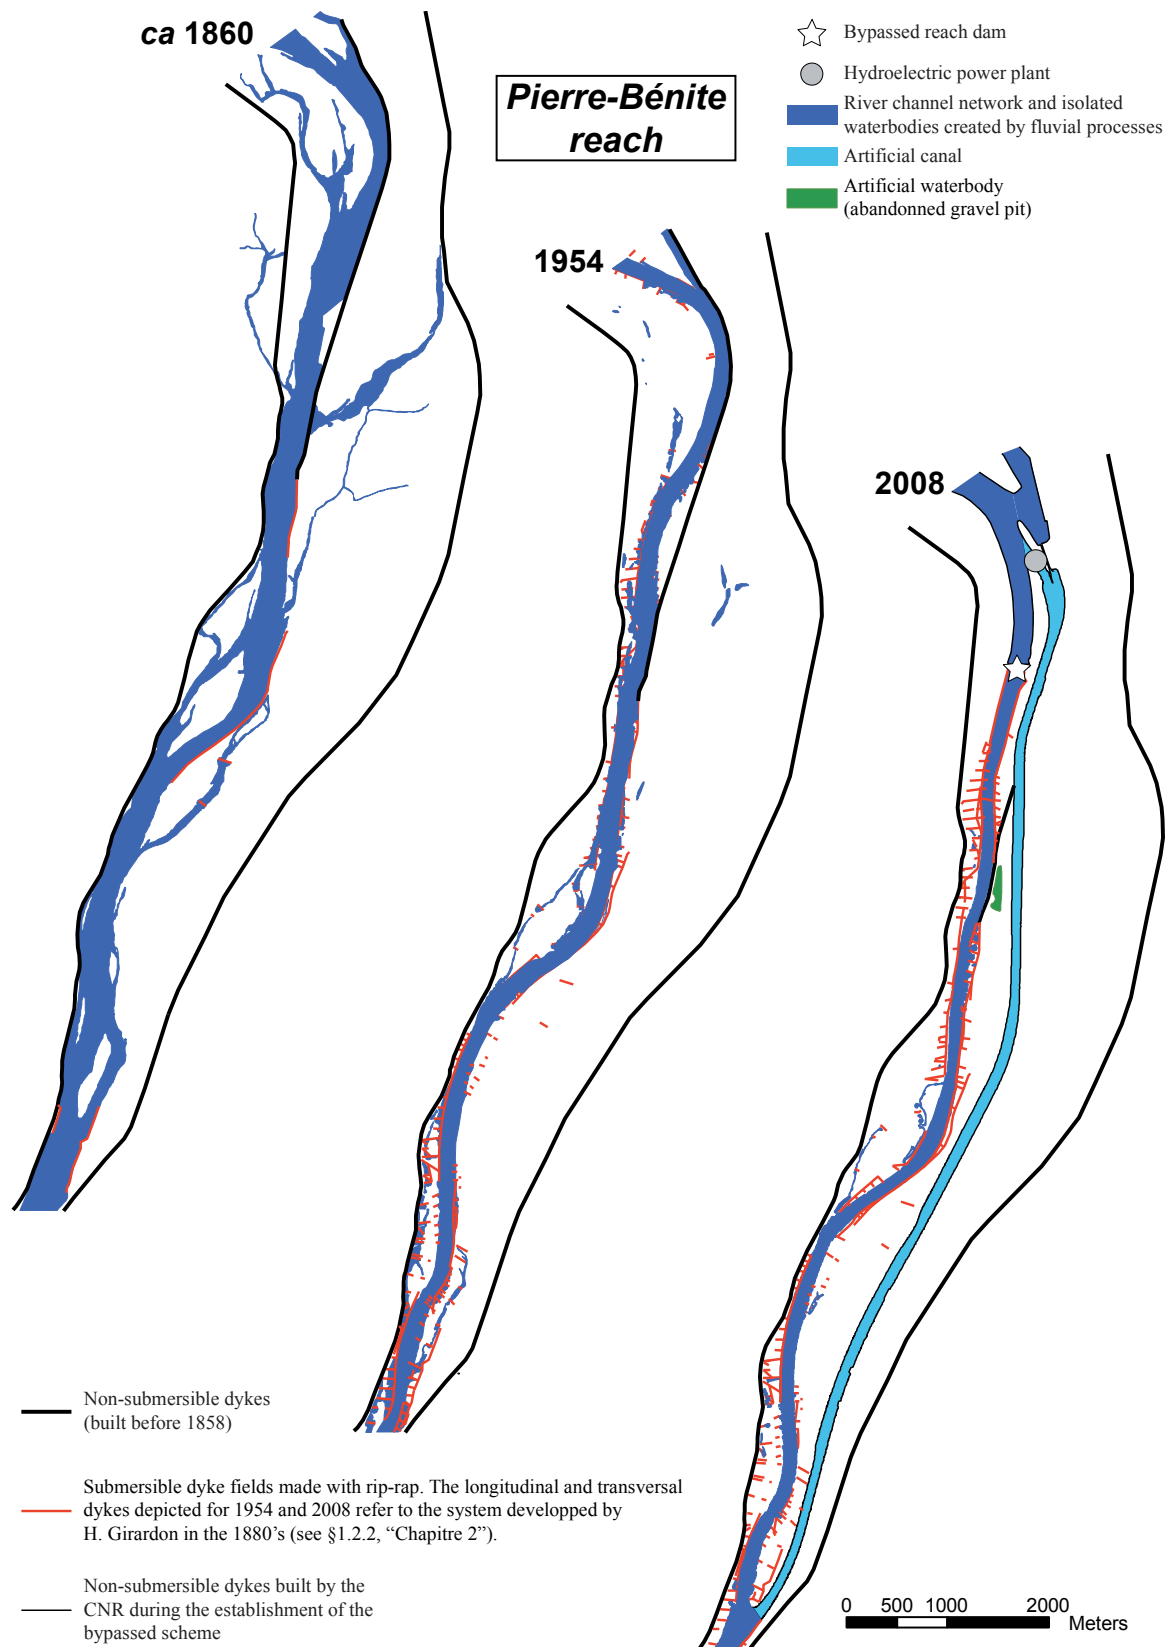 ca 1860
Pierre-Bénite
reach
Bypassed reach dam
Hydroelectric power plant
River channel network and isolated
waterbodies created by fluvial processes
Artificial canal
Artificial waterbody
(abandonned gravel pit)
1954
2008
Non-submersible dykes
(built before 1858)
Submersible dyke fields made with rip-rap. The longitudinal and transversal
dykes depicted for 1954 and 2008 refer to the system developped by
H. Girardon in the 1880's (see §1.2.2, "Chapitre 2").
Non-submersible dykes built by the
CNR during the establishment of the
bypassed scheme
0 500 1000 2000
Meters